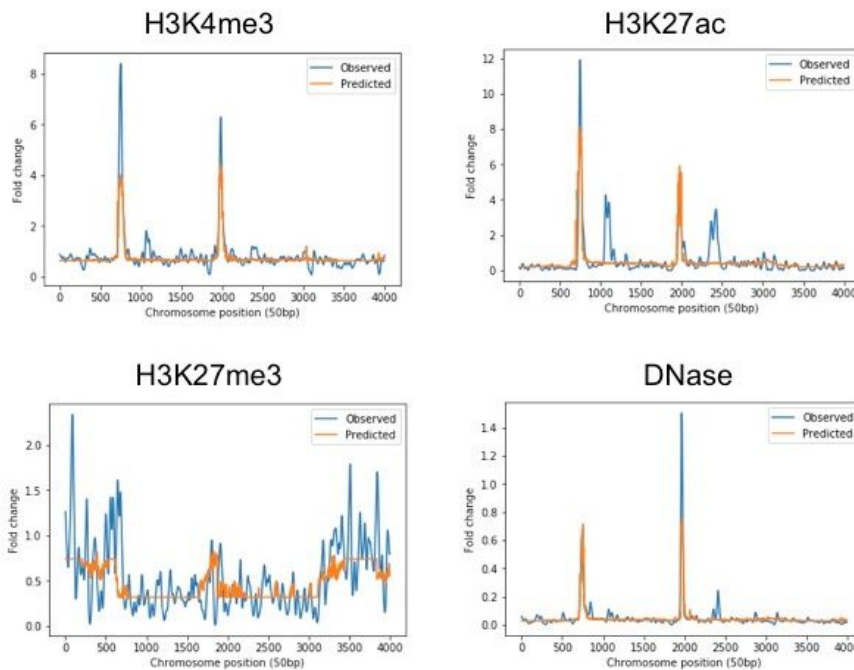 H3K4me3
Observed
Predicted
Fold change
8
6
4
2
0
0 500 1000 1500 2000 2500 3000 3500 4000
Chromosome position (50bp)
H3K27ac
Observed
Predicted
Fold change
12
10
8
6
4
2
0
0 500 1000 1500 2000 2500 3000 3500 4000
Chromosome position (50bp)
H3K27me3
Observed
Predicted
Fold change
2.0
1.5
1.0
0.5
0.0
0 500 1000 1500 2000 2500 3000 3500 4000
Chromosome position (50bp)
DNase
Observed
Predicted
Fold change
1.4
1.2
1.0
0.8
0.6
0.4
0.2
0.0
0 500 1000 1500 2000 2500 3000 3500 4000
Chromosome position (50bp)